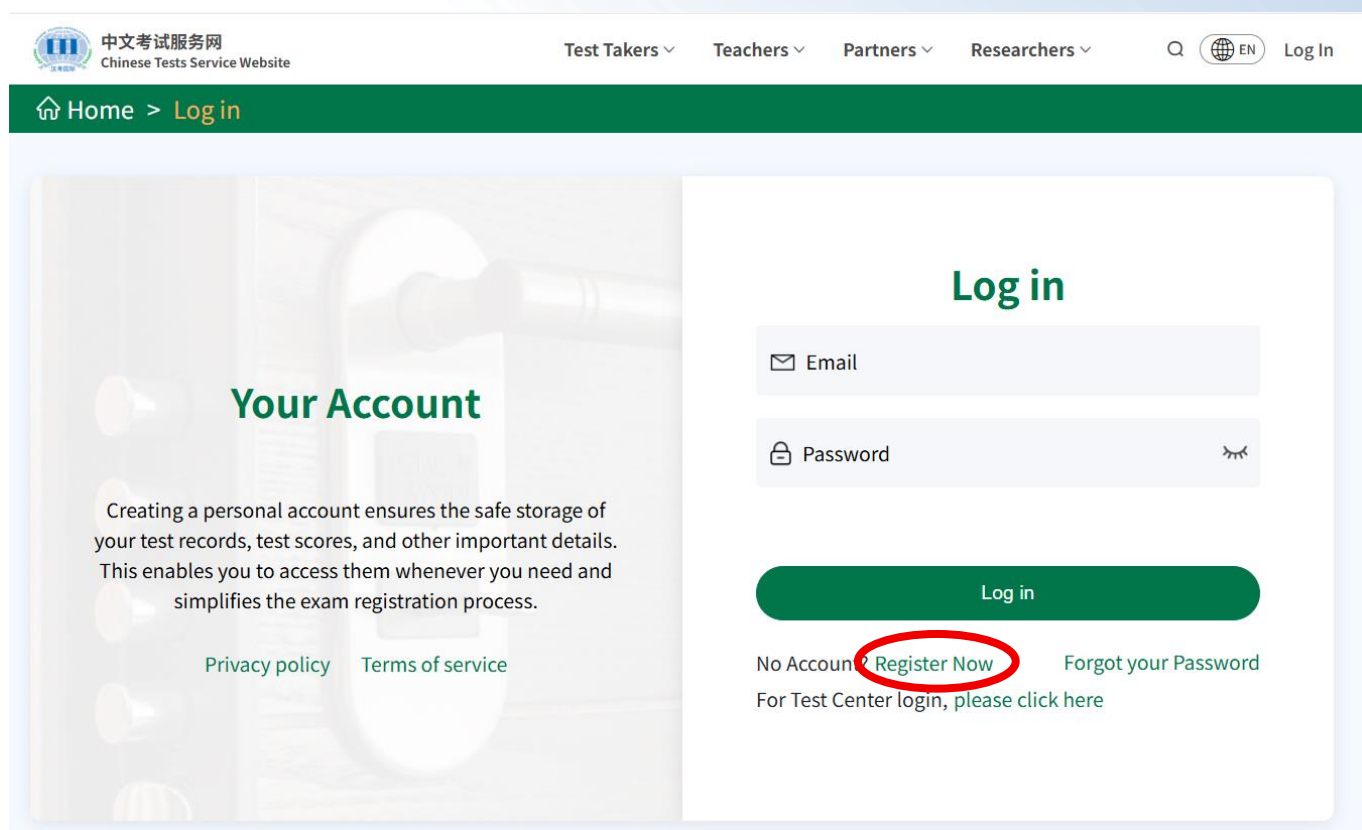 中文考试服务网
Chinese Tests Service Website
Test Takers
Teachers
Partners
Researchers
EN
Log In
Home > Log in
Your Account
Creating a personal account ensures the safe storage of
your test records, test scores, and other important details.
This enables you to access them whenever you need and
simplifies the exam registration process.
Privacy policy
Terms of service
Log in
Email
Password
Log in
No Account? Register Now
Forgot your Password
For Test Center login, please click here